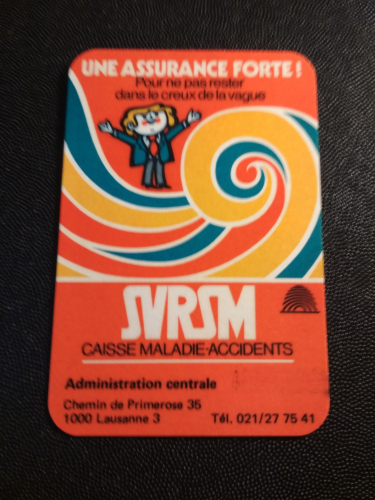 UNE ASSURANCE FORTE!
Pour ne pas rester
dans le creux de la vague
SVRSM
CAISSE MALADIE-ACCIDENTS
Administration centrale
Chemin de Primerose 35
1000 Lausanne 3 Tél. 021/27 75 41